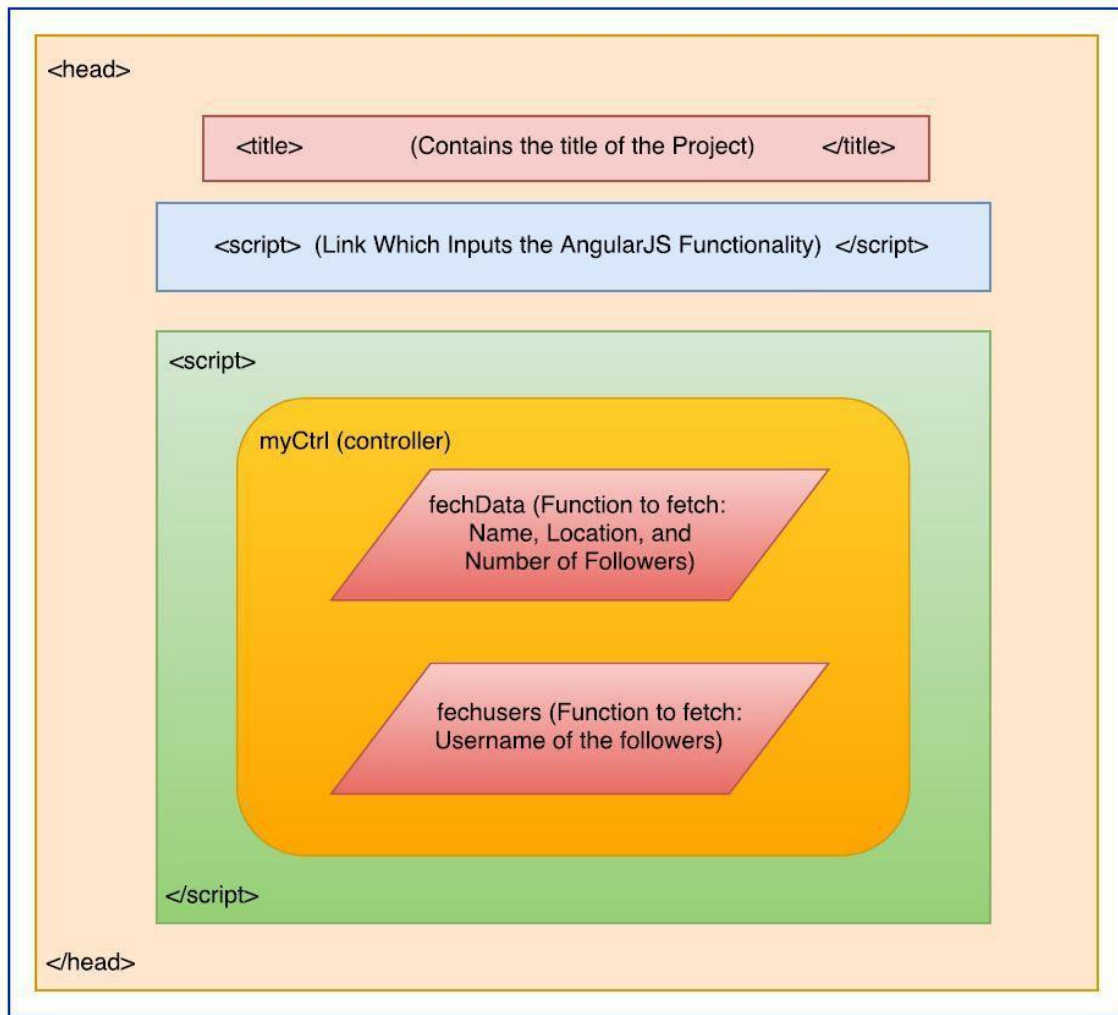 <head>
<title> (Contains the title of the Project) </title>
<script> (Link Which Inputs the AngularJS Functionality) </script>
<script>
myCtrl (controller)
fechData (Function to fetch:
Name, Location, and
Number of Followers)
fechusers (Function to fetch:
Username of the followers)
</script>
</head>